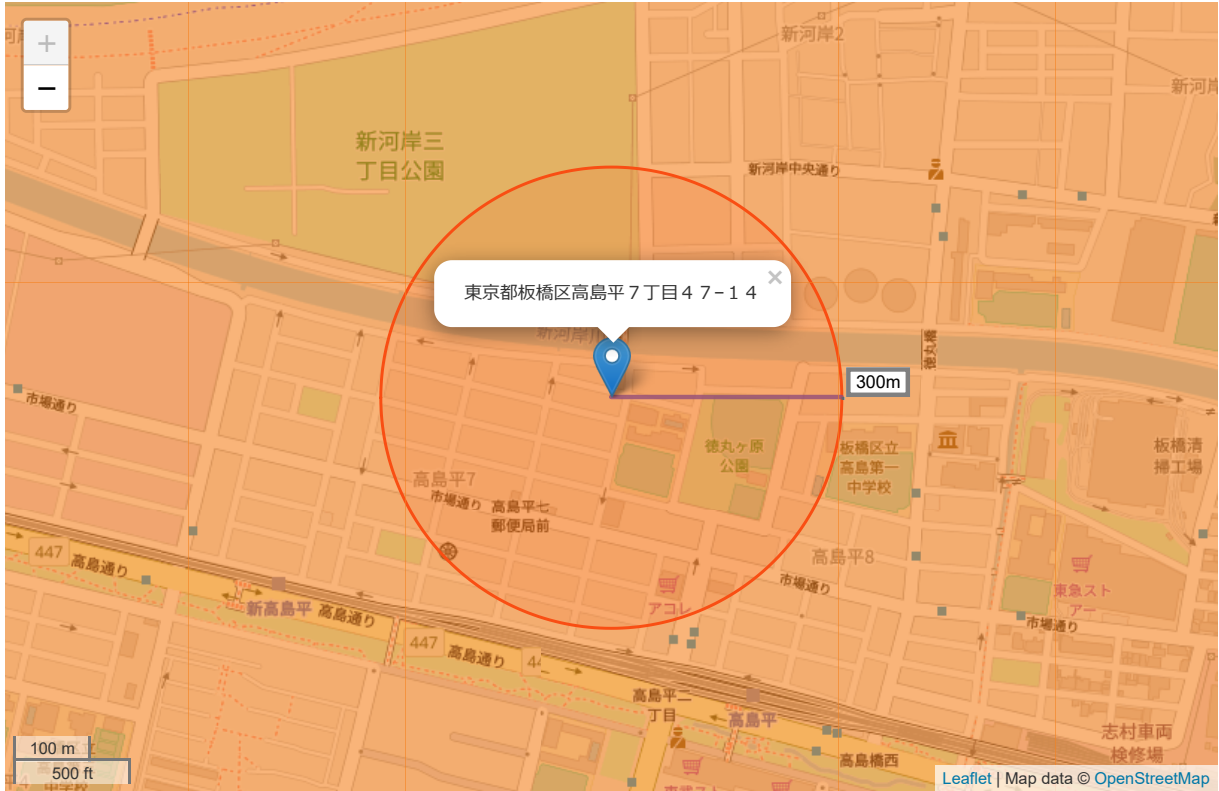 +
−
新河岸2
新河岸三
丁目公園
新河岸中央通り
東京都板橋区高島平７丁目４７−１４
×
徳丸橋
300m
市場通り
徳丸ヶ原
公園
板橋区立
高島第一
中学校
板橋清
掃工場
高島平7
市場通り
高島平七
郵便局前
447
高島通り
高島平8
市場通り
東急スト
アー
アコレ
新高島平
高島通り
市場通り
447
高島通り
高島平二
丁目
高島平
志村車両
検修場
高島橋西
100 m
500 ft
中学校
Leaflet | Map data © OpenStreetMap